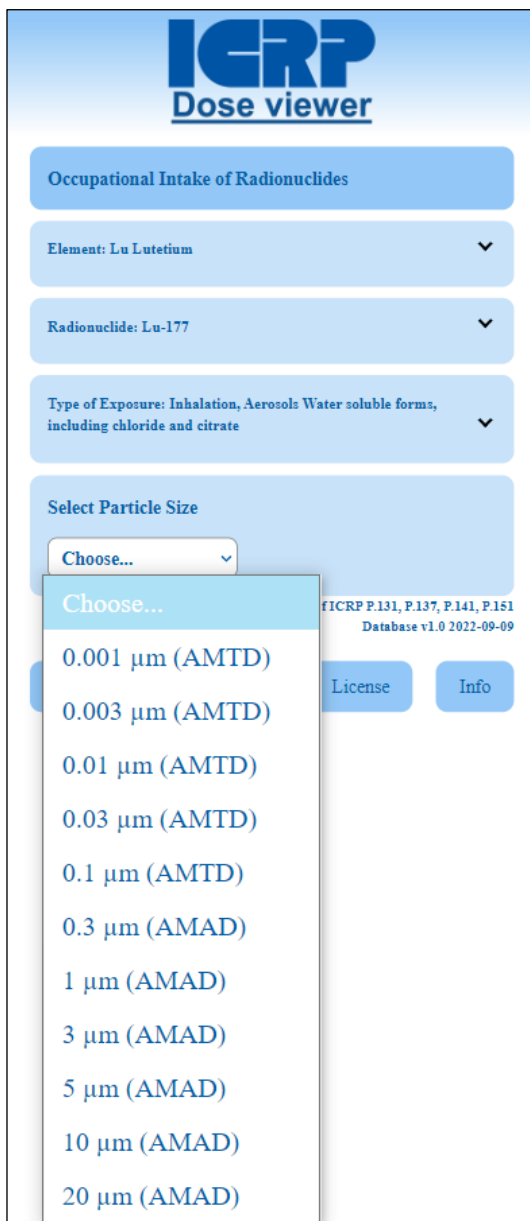 ICRP
Dose viewer
Occupational Intake of Radionuclides
Element: Lu Lutetium
Radionuclide: Lu-177
Type of Exposure: Inhalation, Aerosols Water soluble forms,
including chloride and citrate
Select Particle Size
Choose...
Choose...
f ICRP P.131, P.137, P.141, P.151
Database v1.0 2022-09-09
0.001 µm (AMTD)
License
Info
0.003 µm (AMTD)
0.01 µm (AMTD)
0.03 µm (AMTD)
0.1 µm (AMTD)
0.3 µm (AMAD)
1 µm (AMAD)
3 µm (AMAD)
5 µm (AMAD)
10 µm (AMAD)
20 µm (AMAD)